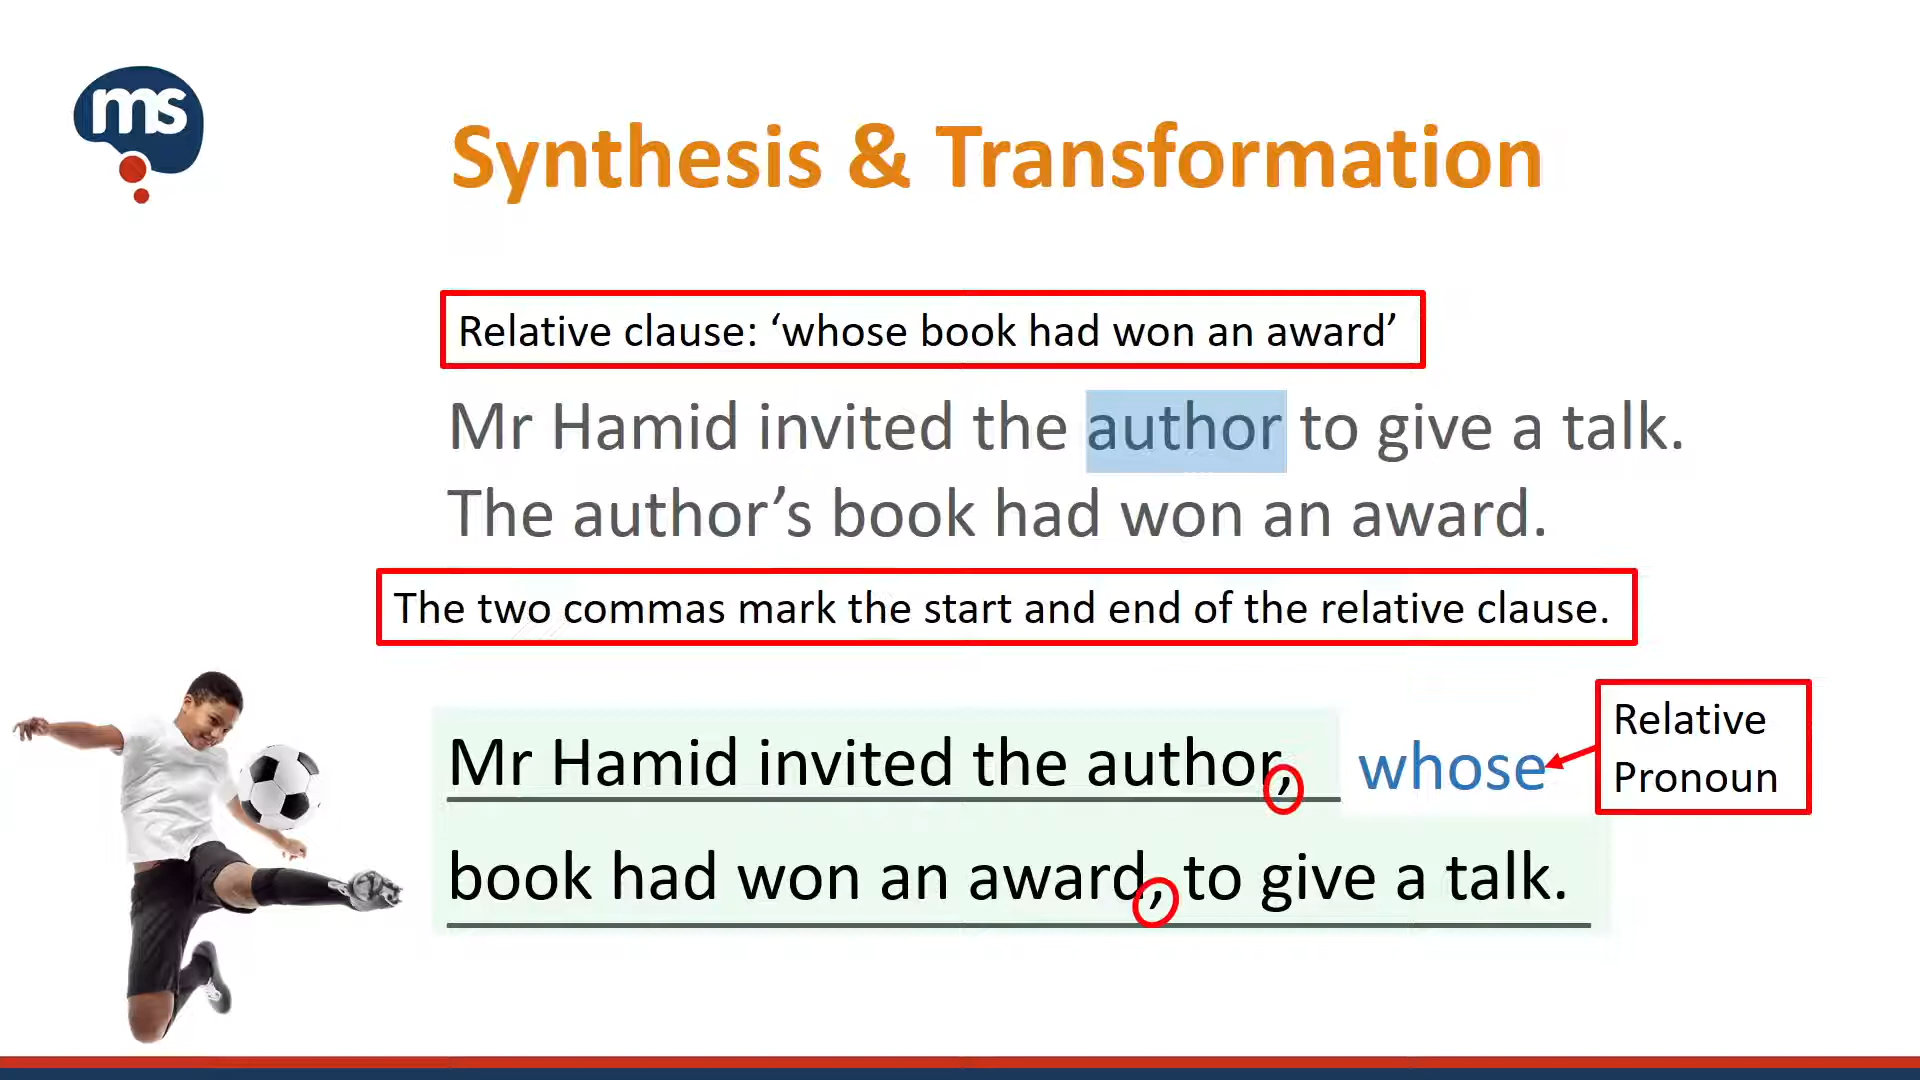 ms
Synthesis & Transformation
Relative clause: ‘whose book had won an award’
Mr Hamid invited the author to give a talk.
The author’s book had won an award.
The two commas mark the start and end of the relative clause.
Mr Hamid invited the author, whose
Relative
Pronoun
book had won an award, to give a talk.